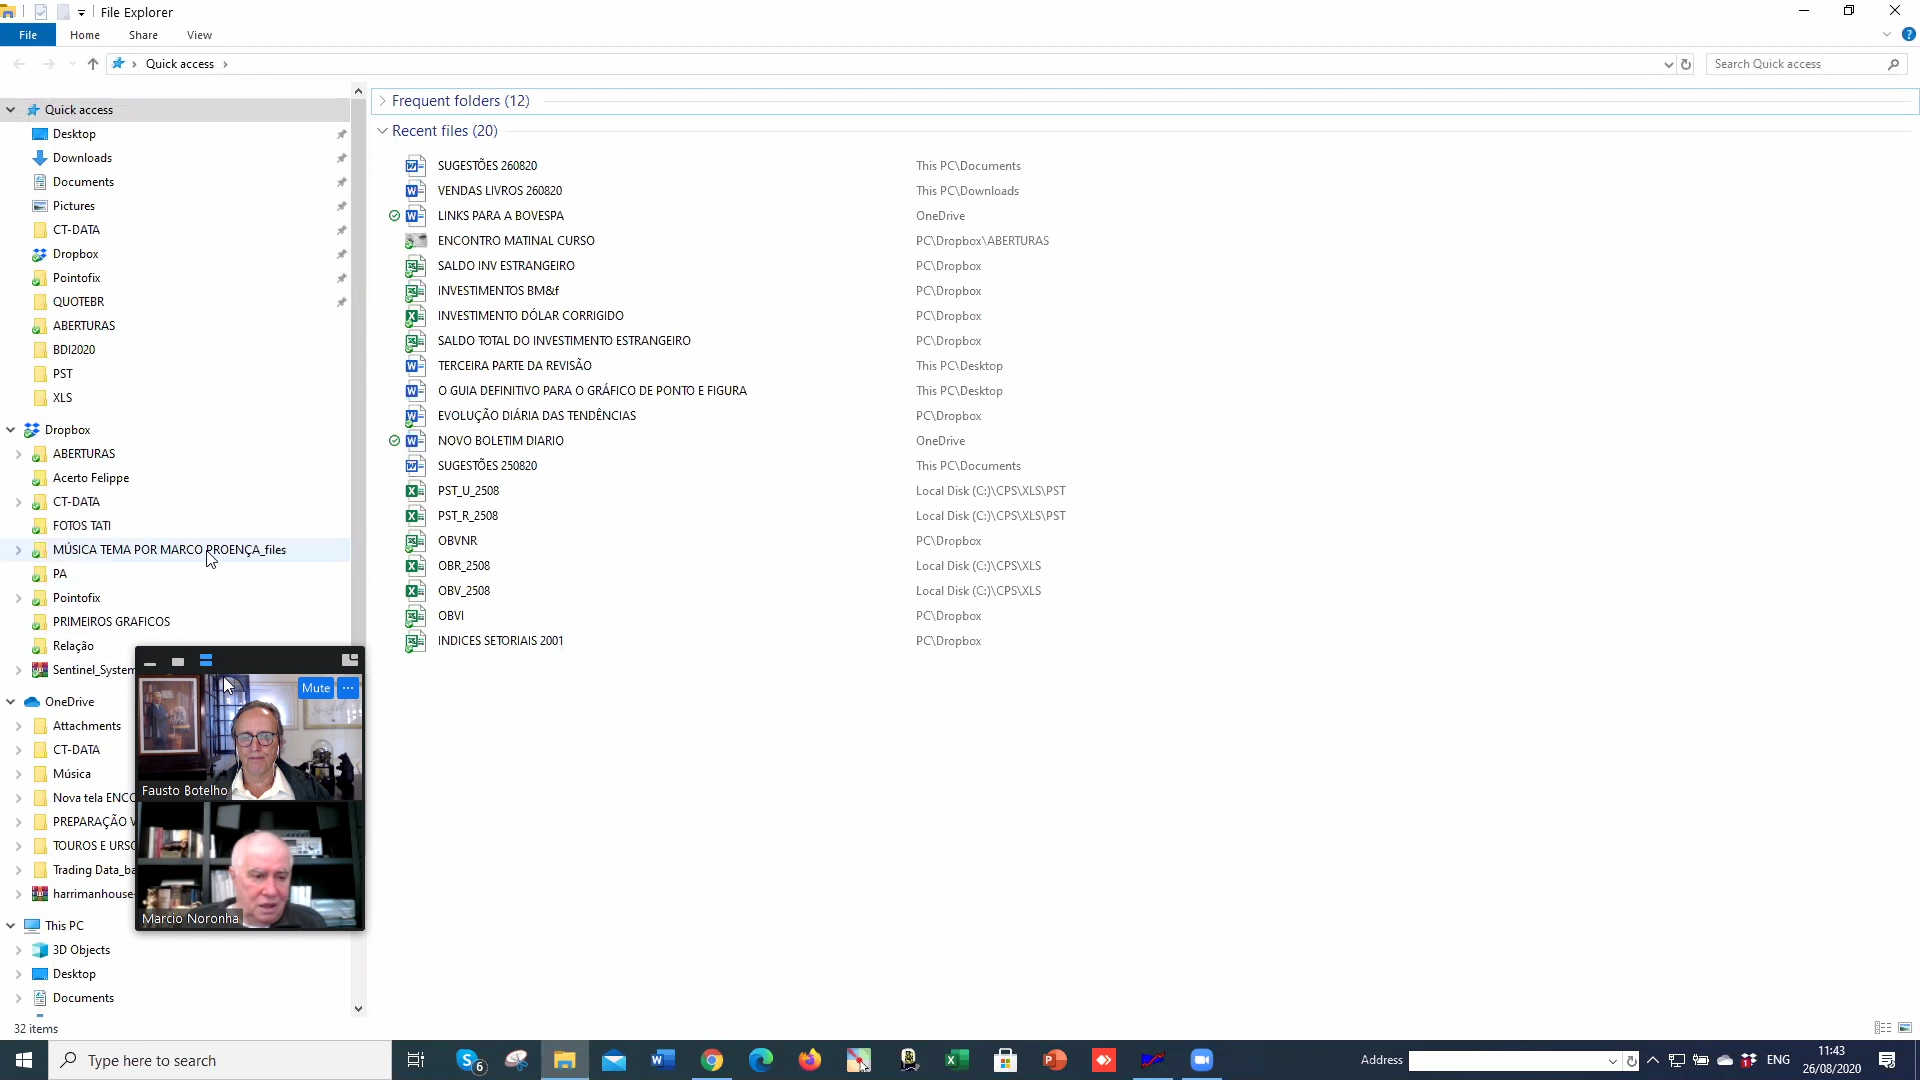 File Explorer
File
Home
Share
View
Quick access
Search Quick access
Quick access
Desktop
Downloads
Documents
Pictures
CT-DATA
Dropbox
Pointofix
QUOTEBR
ABERTURAS
BDI2020
PST
XLS
Dropbox
ABERTURAS
Acerto Felippe
CT-DATA
FOTOS TATI
MÚSICA TEMA POR MARCO PROENÇA_files
PA
Pointofix
PRIMEIROS GRAFICOS
Relação
Sentinel_System
OneDrive
Attachments
CT-DATA
Música
Nova tela ENCO
PREPARAÇÃO V
TOUROS E URSO
Trading Data_ba
harrimanhouse-
This PC
3D Objects
Desktop
Documents
32 items
Mute
Fausto Botelho
Marcio Noronha
Frequent folders (12)
Recent files (20)
SUGESTÕES 260820 This PC\Documents
VENDAS LIVROS 260820 This PC\Downloads
LINKS PARA A BOVESPA OneDrive
ENCONTRO MATINAL CURSO PC\Dropbox\ABERTURAS
SALDO INV ESTRANGEIRO PC\Dropbox
INVESTIMENTOS BM&f PC\Dropbox
INVESTIMENTO DÓLAR CORRIGIDO PC\Dropbox
SALDO TOTAL DO INVESTIMENTO ESTRANGEIRO PC\Dropbox
TERCEIRA PARTE DA REVISÃO This PC\Desktop
O GUIA DEFINITIVO PARA O GRÁFICO DE PONTO E FIGURA This PC\Desktop
EVOLUÇÃO DIÁRIA DAS TENDÊNCIAS PC\Dropbox
NOVO BOLETIM DIARIO OneDrive
SUGESTÕES 250820 This PC\Documents
PST_U_2508 Local Disk (C:)\CPS\XLS\PST
PST_R_2508 Local Disk (C:)\CPS\XLS\PST
OBVNR PC\Dropbox
OBR_2508 Local Disk (C:)\CPS\XLS
OBV_2508 Local Disk (C:)\CPS\XLS
OBVI PC\Dropbox
INDICES SETORIAIS 2001 PC\Dropbox
Type here to search
6
Address
ENG
11:43
26/08/2020